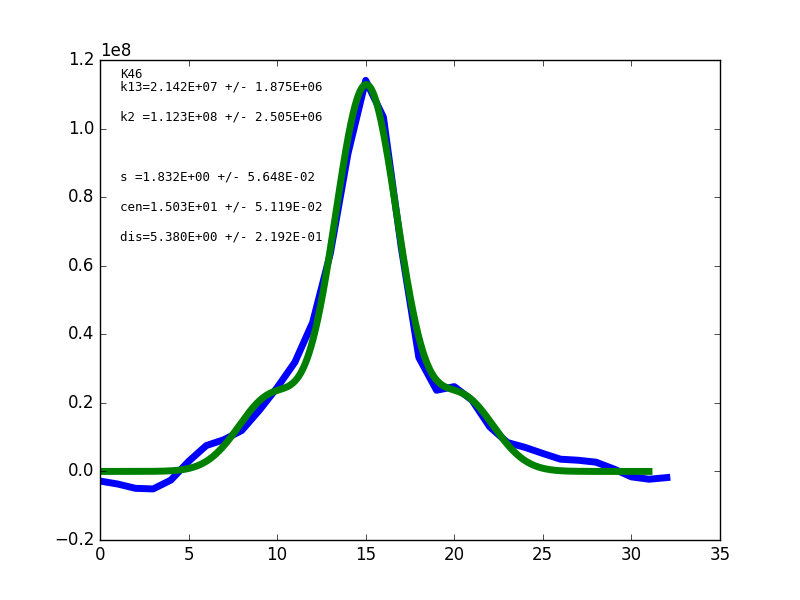 1e8
1.2
1.0
0.8
0.6
0.4
0.2
0.0
−0.2
K46
k13=2.142E+07 +/- 1.875E+06
k2 =1.123E+08 +/- 2.505E+06
s =1.832E+00 +/- 5.648E-02
cen=1.503E+01 +/- 5.119E-02
dis=5.380E+00 +/- 2.192E-01
0 5 10 15 20 25 30 35